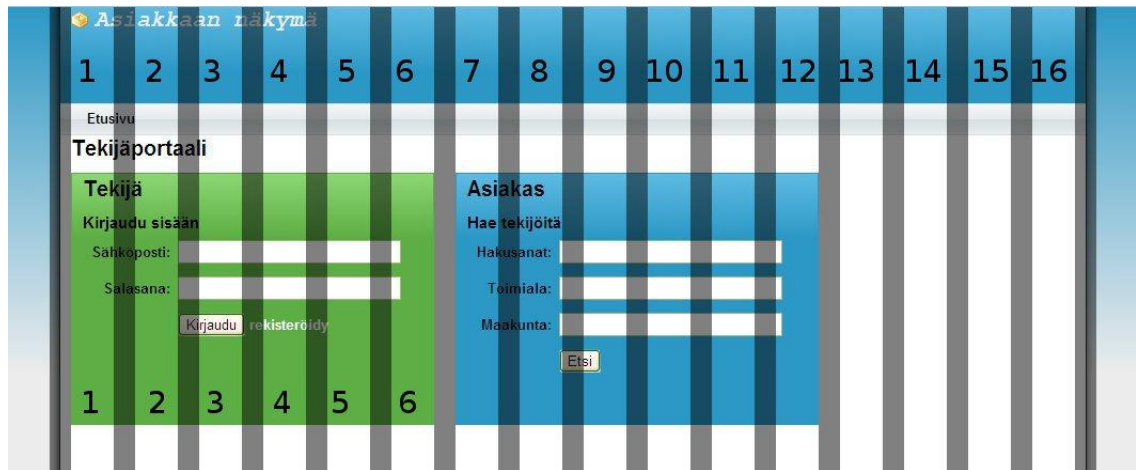 Asiakkaan näkymä
1 2 3 4 5 6 7 8 9 10 11 12 13 14 15 16
Etusivu
Tekijäportaali
Tekijä
Kirjaudu sisään
Sähköposti:
Salasana:
Kirjaudu rekisteröidy
1 2 3 4 5 6
Asiakas
Hae tekijöitä
Hakusanat:
Toimiala:
Maakunta:
Etsi